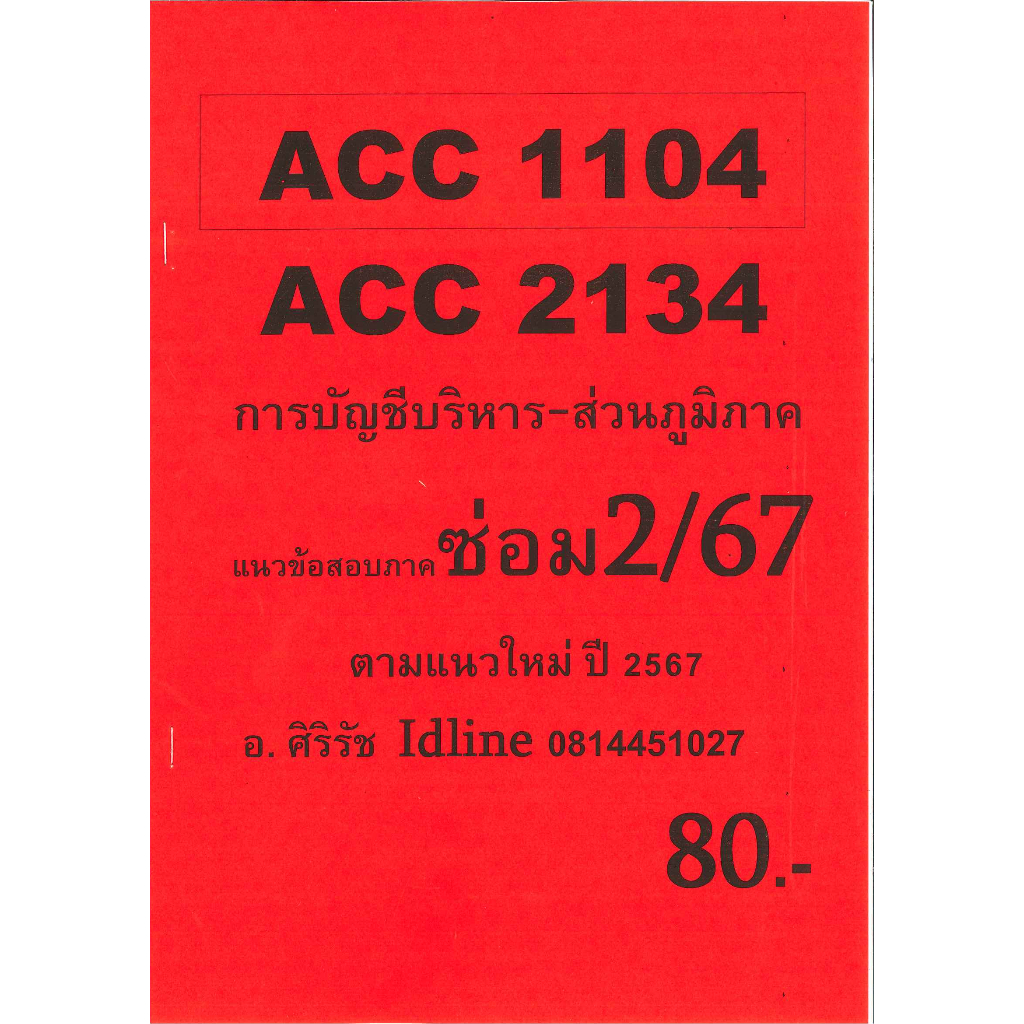 ACC 1104
ACC 2134
การบัญชีบริหาร-ส่วนภูมิภาค
แนวข้อสอบภาค ซ่อม2/67
ตามแนวใหม่ ปี 2567
อ. ศิริรัช Idline 0814451027
80.-